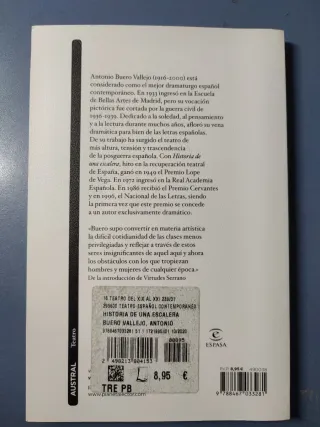 Antonio Buero Vallejo (1916-2000) está
considerado como el mejor dramaturgo español
contemporáneo. En 1933 ingresó en la Escuela
de Bellas Artes de Madrid, pero su vocación
pictórica fue cortada por la guerra civil de
1936-1939. Dedicado a la soledad, al pensamiento
y a la lectura durante muchos años, afloró su vena
dramática para bien de las letras españolas.
De su trabajo ha surgido el teatro de
más altura, tensión y trascendencia
de la posguerra española. Con Historia de
una escalera, hito en la recuperación teatral
de España, ganó en 1949 el Premio Lope
de Vega. En 1972 ingresó en la Real Academia
Española. En 1986 recibió el Premio Cervantes
y en 1996, el Nacional de las Letras, siendo
la primera vez que este premio se concede
a un autor exclusivamente dramático.
«Buero supo convertir en materia artística
la difícil cotidianidad de las clases menos
privilegiadas y reflejar a través de estos
seres insignificantes de aquel aquí y ahora
los obstáculos con los que tropiezan
hombres y mujeres de cualquier época.»
De la introducción de Virtudes Serrano
HISTORIA DE UNA ESCALERA
BUERO VALLEJO, ANTONIO
8,95 €
TRE PB
ESPASA
8,95 €
9 788467 033281
AUSTRAL Teatro